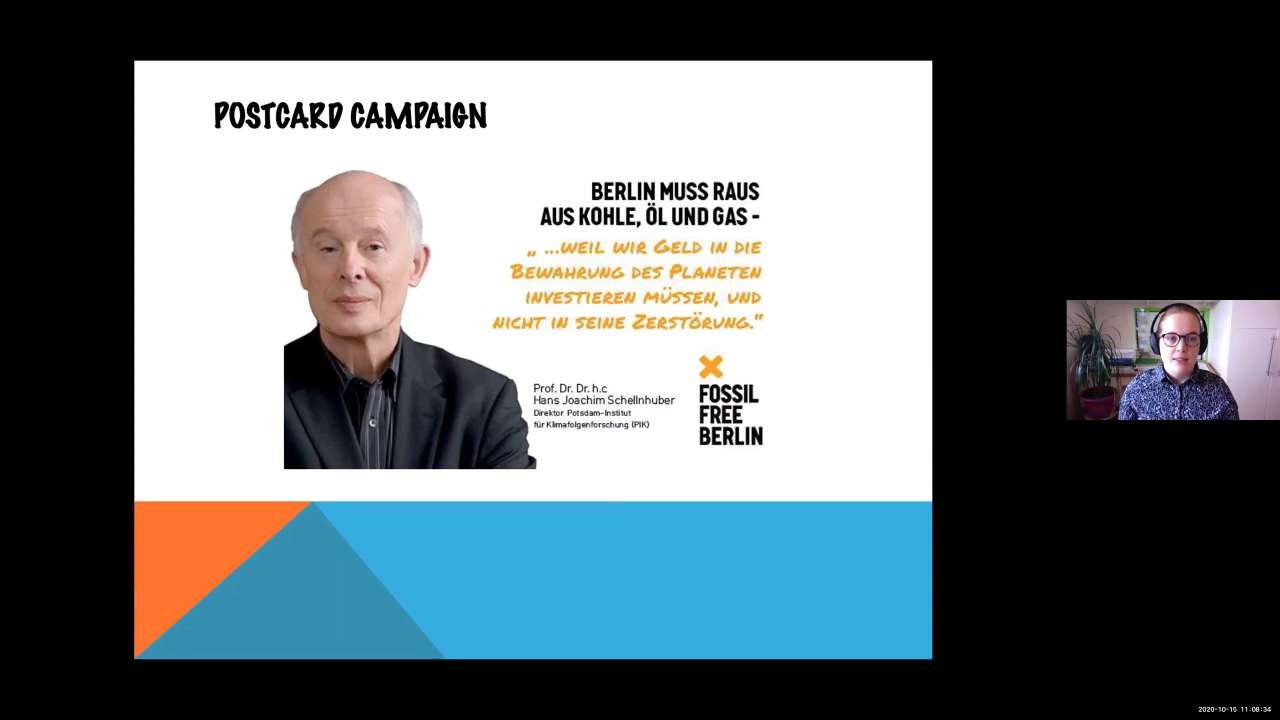 POSTCARD CAMPAIGN
BERLIN MUSS RAUS
AUS KOHLE, ÖL UND GAS -
„ ...WEIL WIR GELD IN DIE
BEWAHRUNG DES PLANETEN
INVESTIEREN MÜSSEN, UND
NICHT IN SEINE ZERSTÖRUNG."
Prof. Dr. Dr. h.c
Hans Joachim Schellnhuber
Direktor Potsdam-Institut
für Klimafolgenforschung (PIK)
FOSSIL
FREE
BERLIN
2020-10-15 11:08:34